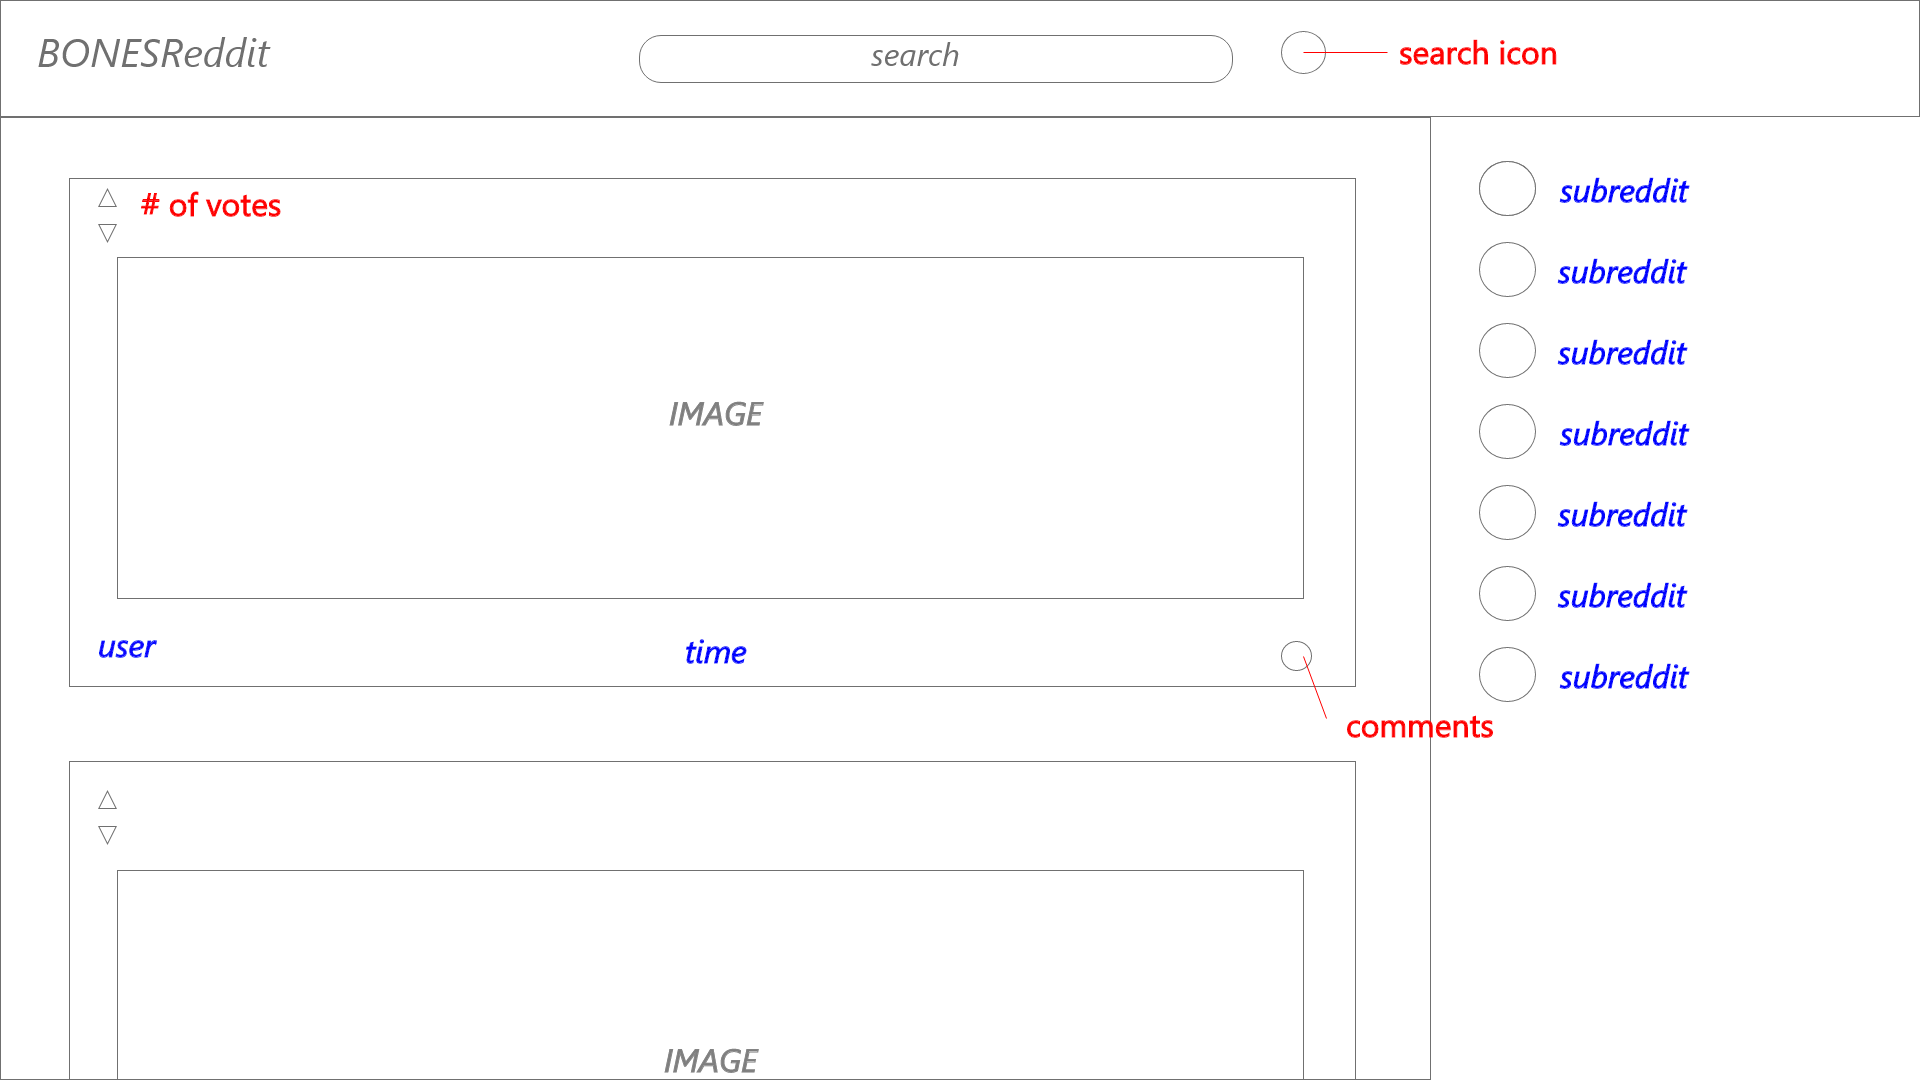 BONESReddit
search
search icon
# of votes
IMAGE
user
time
comments
IMAGE
subreddit
subreddit
subreddit
subreddit
subreddit
subreddit
subreddit